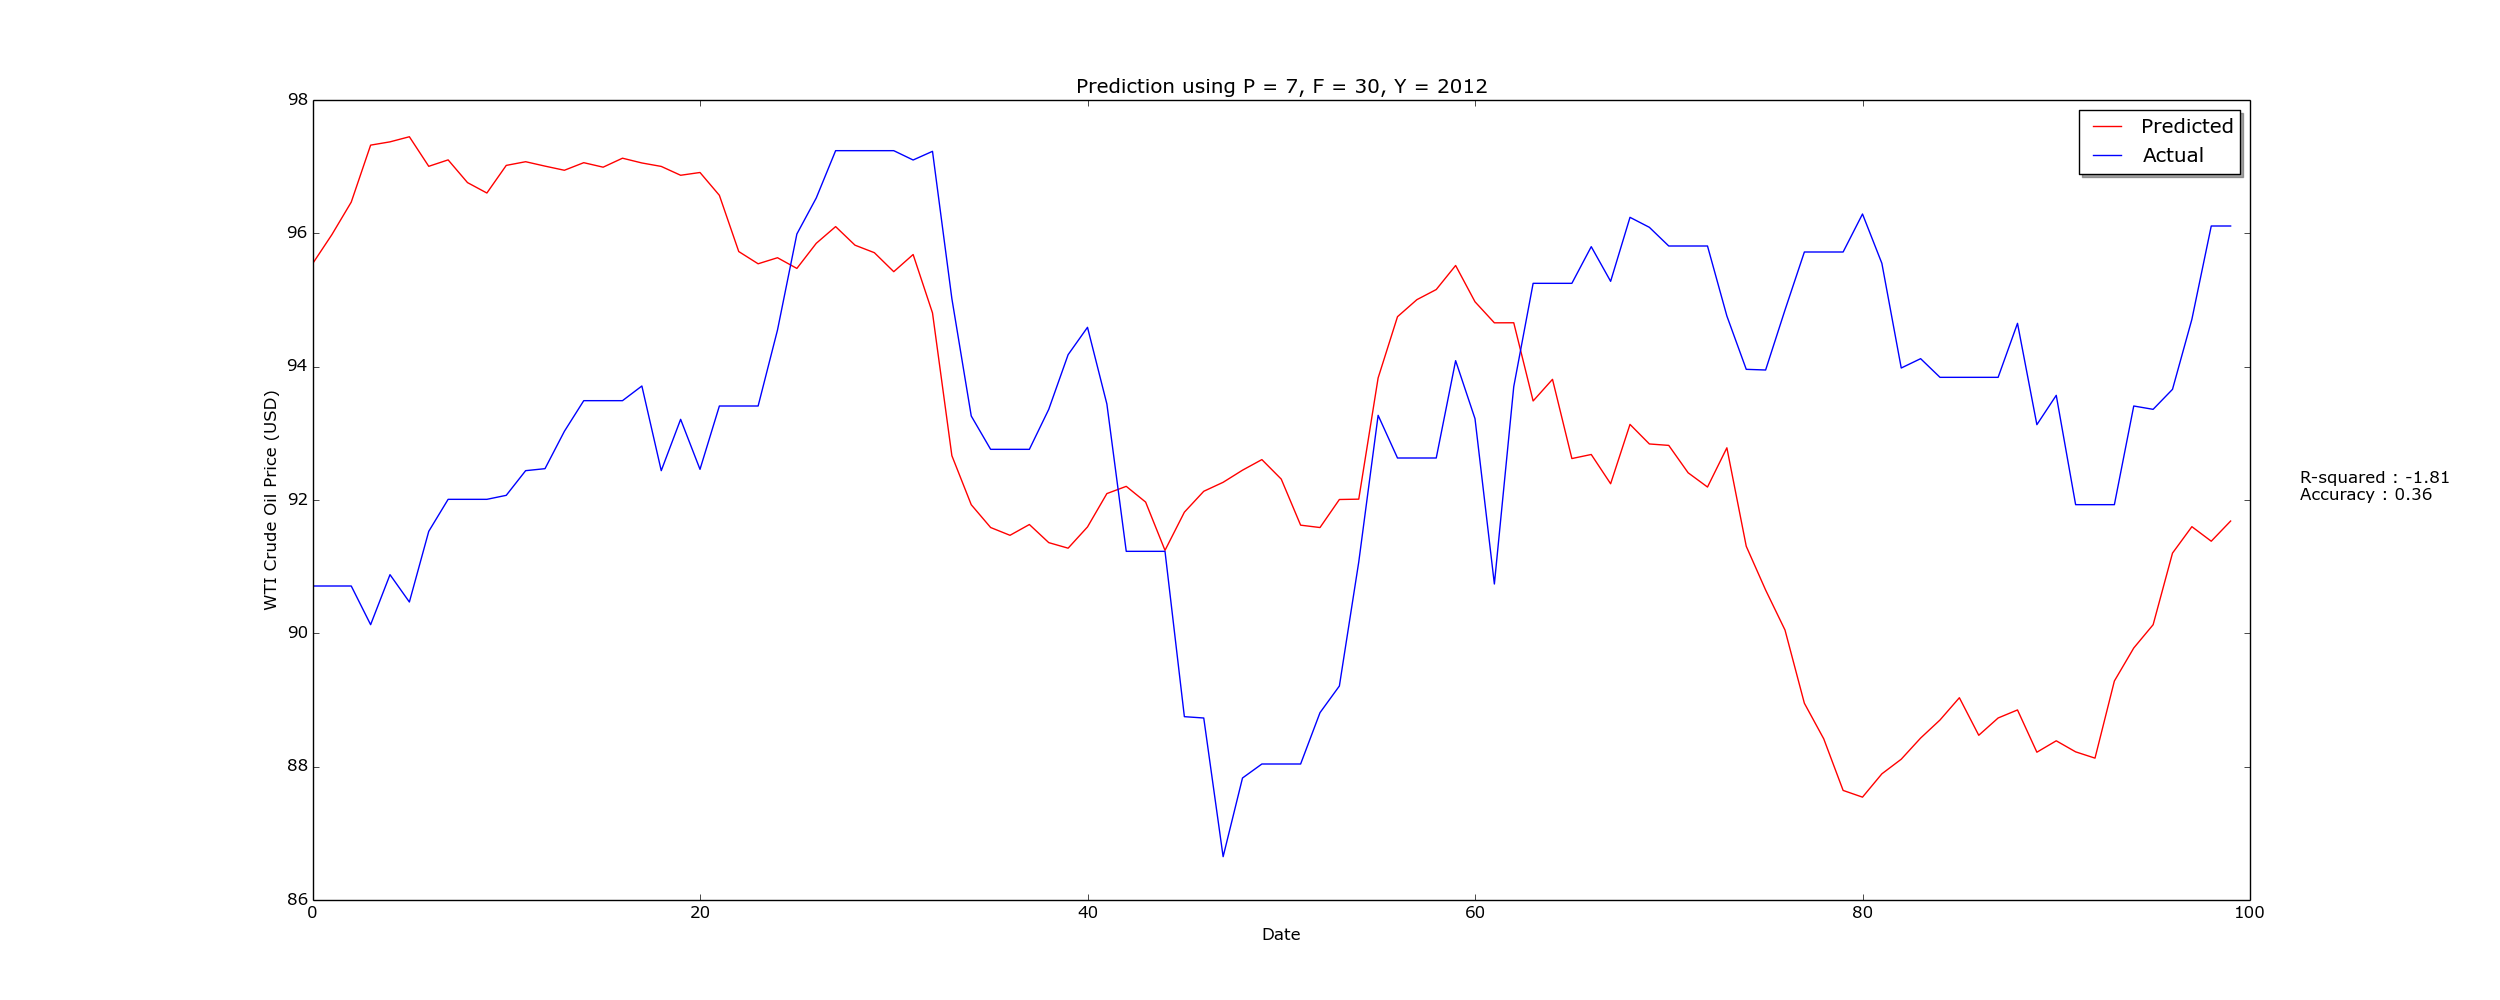 Prediction using P = 7, F = 30, Y = 2012
98
96
94
92
90
88
86
WTI Crude Oil Price (USD)
Predicted
Actual
R-squared : -1.81
Accuracy : 0.36
0
20
40
60
80
100
Date